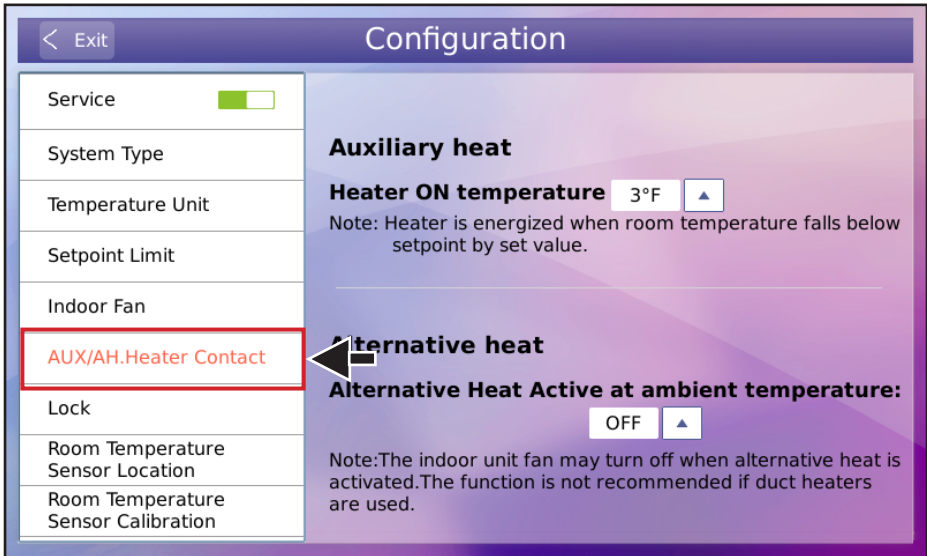 Exit
Configuration
Service
System Type
Temperature Unit
Setpoint Limit
Indoor Fan
AUX/AH.Heater Contact
Lock
Room Temperature
Sensor Location
Room Temperature
Sensor Calibration
Auxiliary heat
Heater ON temperature 3°F
Note: Heater is energized when room temperature falls below
setpoint by set value.
Alternative heat
Alternative Heat Active at ambient temperature:
OFF
Note:The indoor unit fan may turn off when alternative heat is
activated.The function is not recommended if duct heaters
are used.